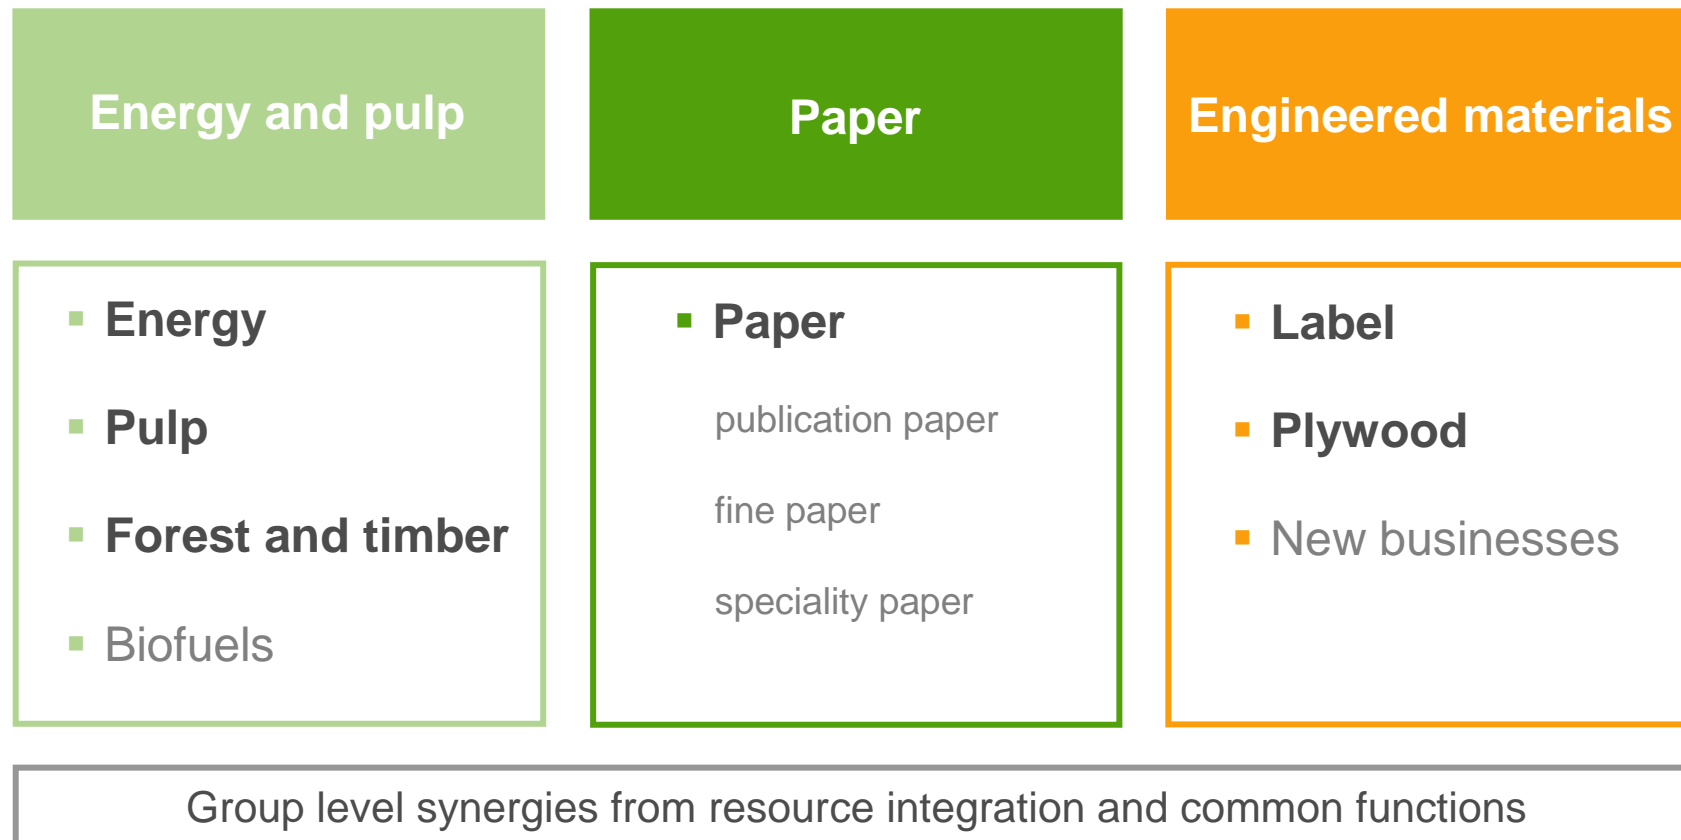 Energy and pulp
Paper
Engineered materials
▪ Energy
▪ Pulp
▪ Forest and timber
▪ Biofuels
▪ Paper
publication paper
fine paper
speciality paper
▪ Label
▪ Plywood
▪ New businesses
Group level synergies from resource integration and common functions